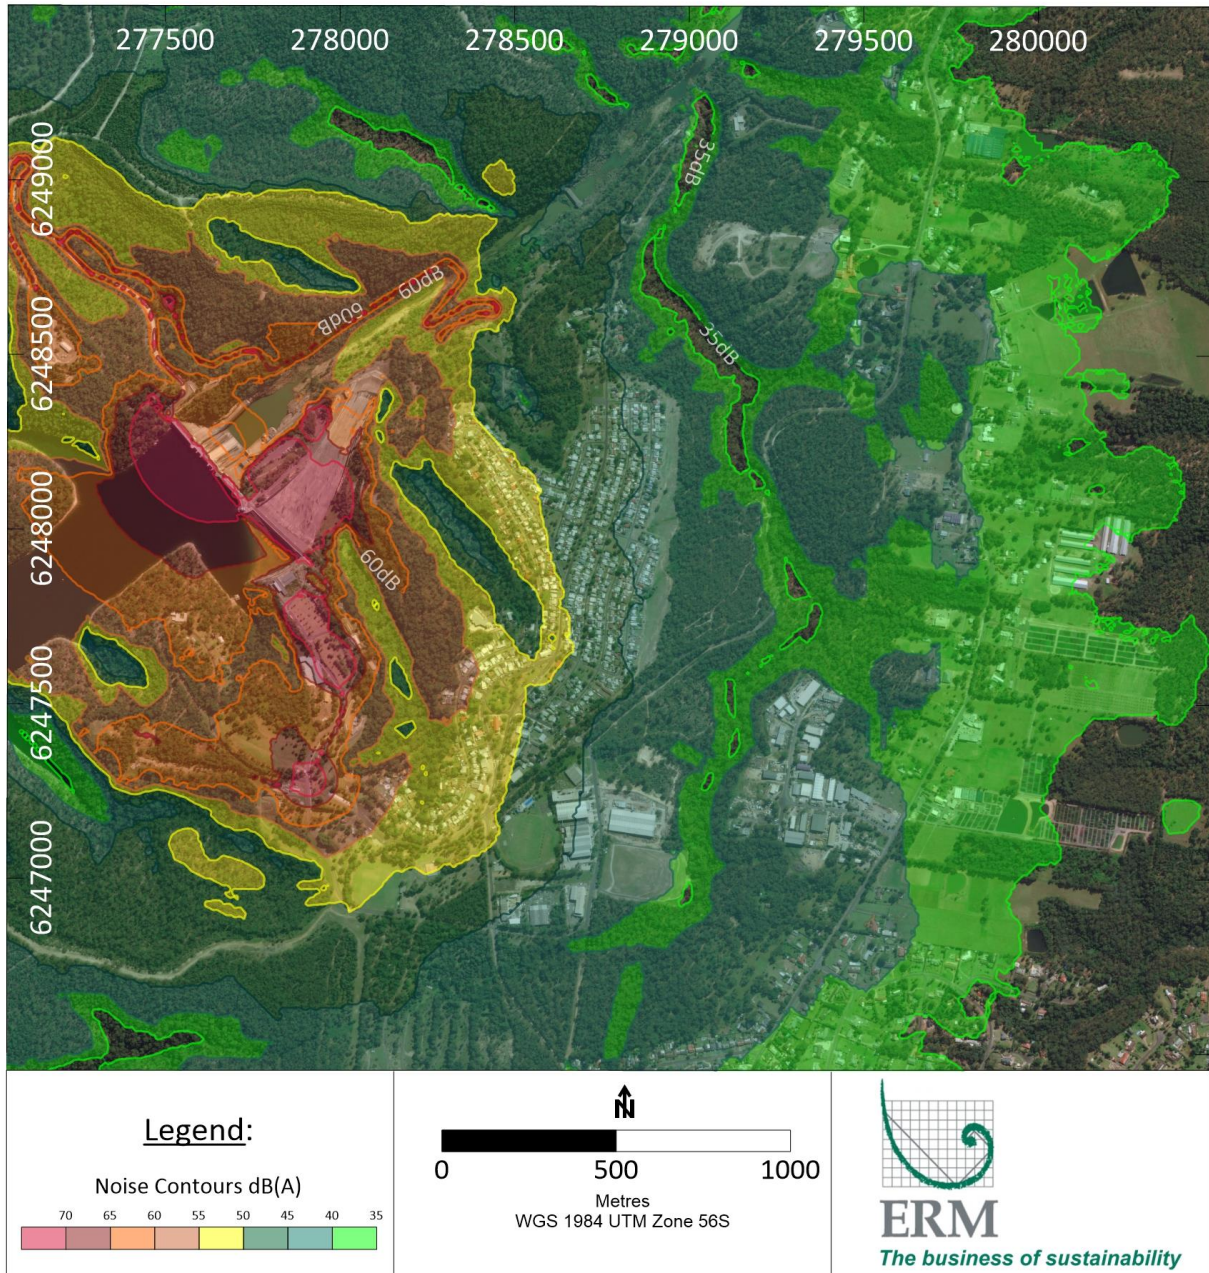 277500 278000 278500 279000 279500 280000
6249000
6248500
6248000
6247500
6247000
35dB
35dB
60dB
60dB
60dB
Legend:
Noise Contours dB(A)
70 65 60 55 50 45 40 35
N
0 500 1000
Metres
WGS 1984 UTM Zone 56S
ERM
The business of sustainability